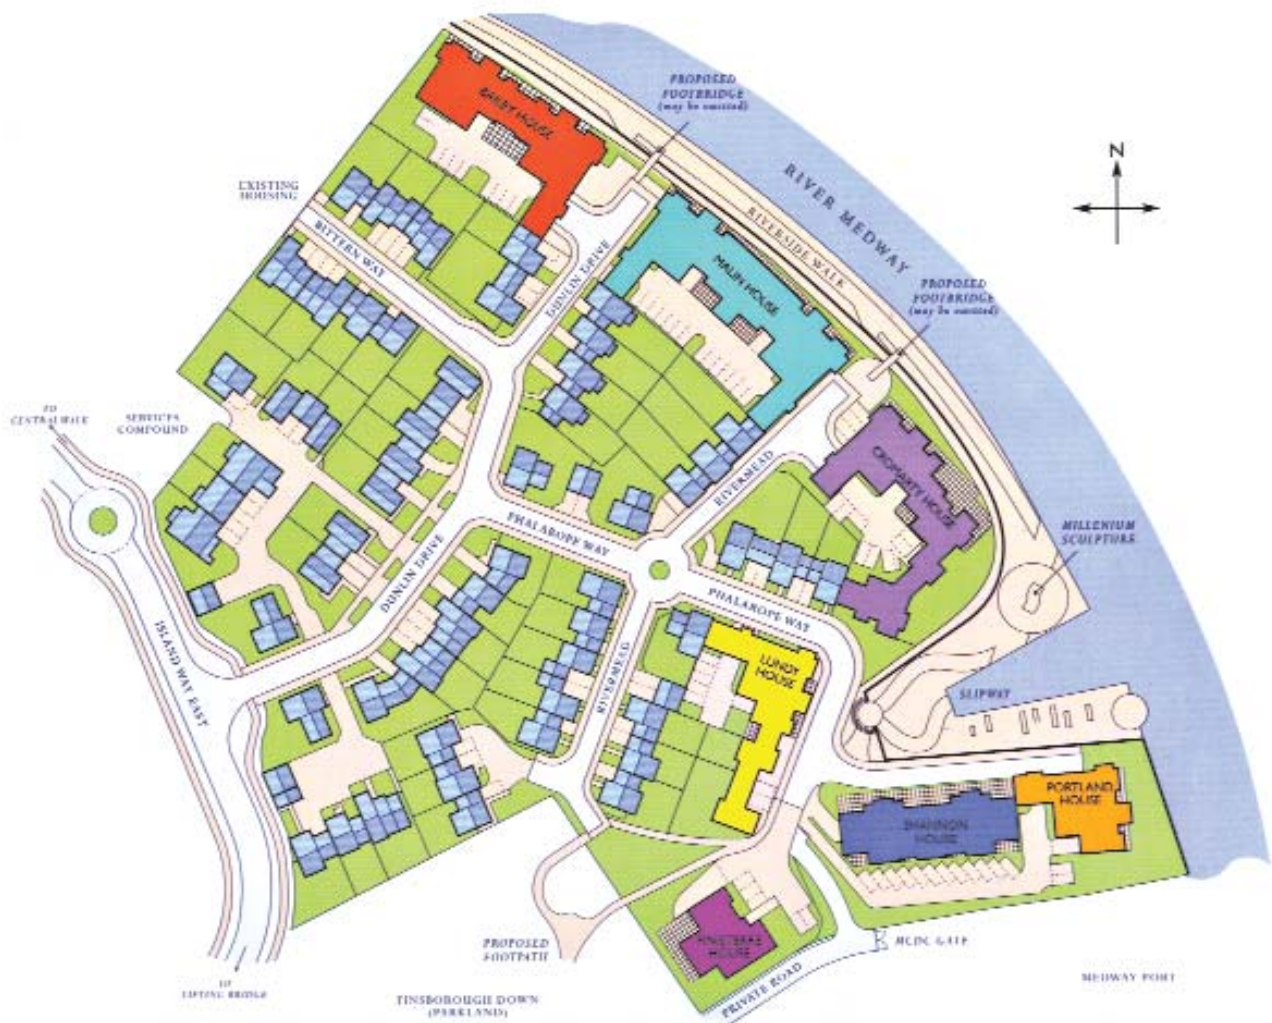 PROPOSED
FOOTBRIDGE
(may be omitted)
BAILEY HOUSE
N
EXISTING
HOUSING
RIVER MEDWAY
RIVERSIDE WALK
BITTERN WAY
DUNLIN DRIVE
MALIN HOUSE
PROPOSED
FOOTBRIDGE
(may be omitted)
TO
CENTRAL WALK
SERVICES
COMPOUND
RIVERMEAD
CROMARTY HOUSE
PHALAROPE WAY
MILLENIUM
SCULPTURE
DUNLIN DRIVE
PHALAROPE WAY
ISLAND WAY EAST
RIVERMEAD
LUNDY
HOUSE
SLIPWAY
PORTLAND
HOUSE
SHANNON
HOUSE
HOUSE
PROPOSED
FOOTPATH
GATE
PRIVATE ROAD
MEDWAY PORT
TO
LIFTING BRIDGE
TINSBOROUGH DOWN
(PARKLAND)